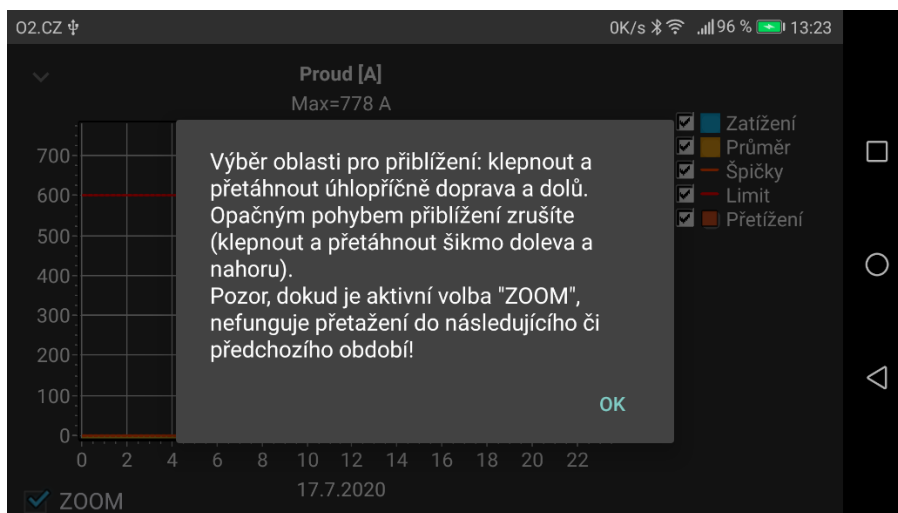 O2.CZ
0K/s 96 % 13:23
Proud [A]
Max=778 A
Zatížení
Průměr
Špičky
Limit
Přetížení
700
600
500
400
300
200
100
0
Výběr oblasti pro přiblížení: klepnout a
přetáhnout úhlopříčně doprava a dolů.
Opačným pohybem přiblížení zrušíte
(klepnout a přetáhnout šikmo doleva a
nahoru).
Pozor, dokud je aktivní volba "ZOOM",
nefunguje přetažení do následujícího či
předchozího období!
OK
0 2 4 6 8 10 12 14 16 18 20 22
17.7.2020
ZOOM